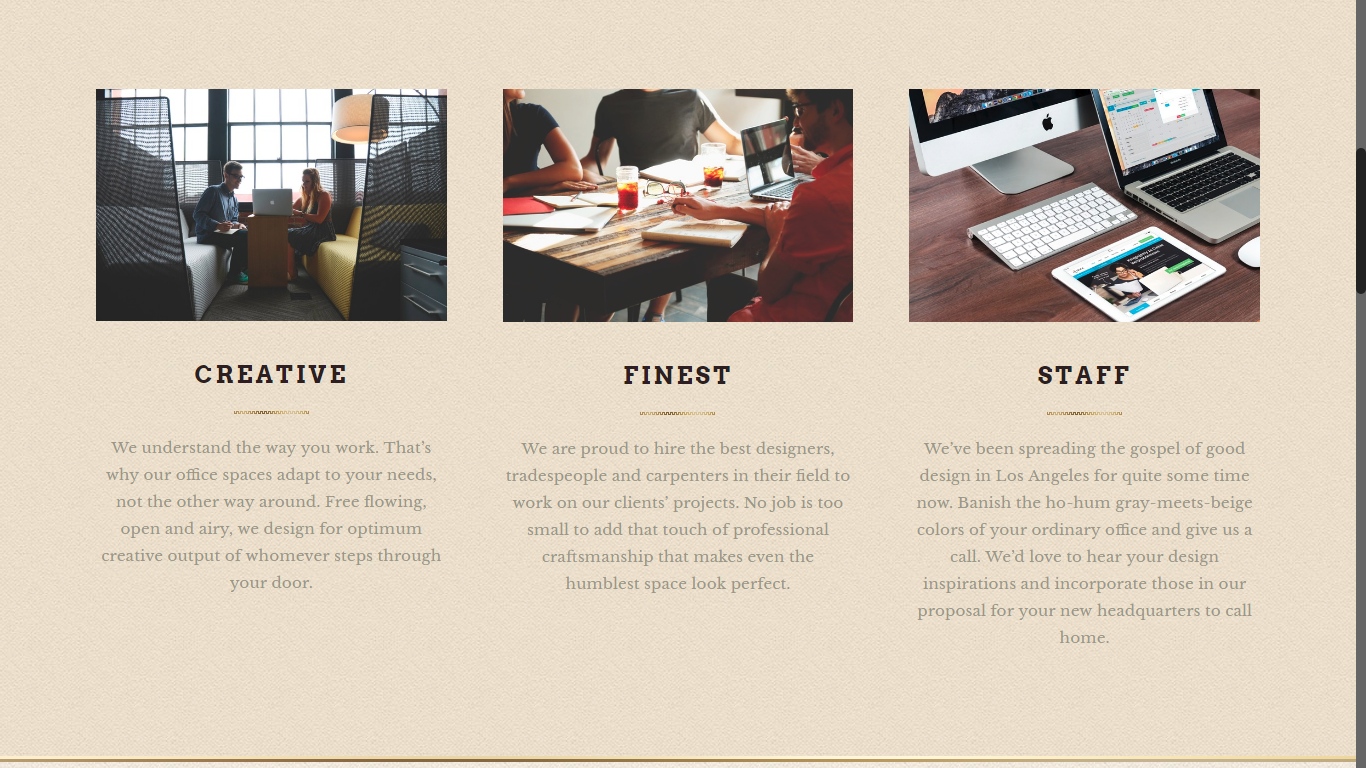 CREATIVE
We understand the way you work. That's
why our office spaces adapt to your needs,
not the other way around. Free flowing,
open and airy, we design for optimum
creative output of whomever steps through
your door.
FINEST
We are proud to hire the best designers,
tradespeople and carpenters in their field to
work on our clients' projects. No job is too
small to add that touch of professional
craftsmanship that makes even the
humblest space look perfect.
STAFF
We've been spreading the gospel of good
design in Los Angeles for quite some time
now. Banish the ho-hum gray-meets-beige
colors of your ordinary office and give us a
call. We'd love to hear your design
inspirations and incorporate those in our
proposal for your new headquarters to call
home.